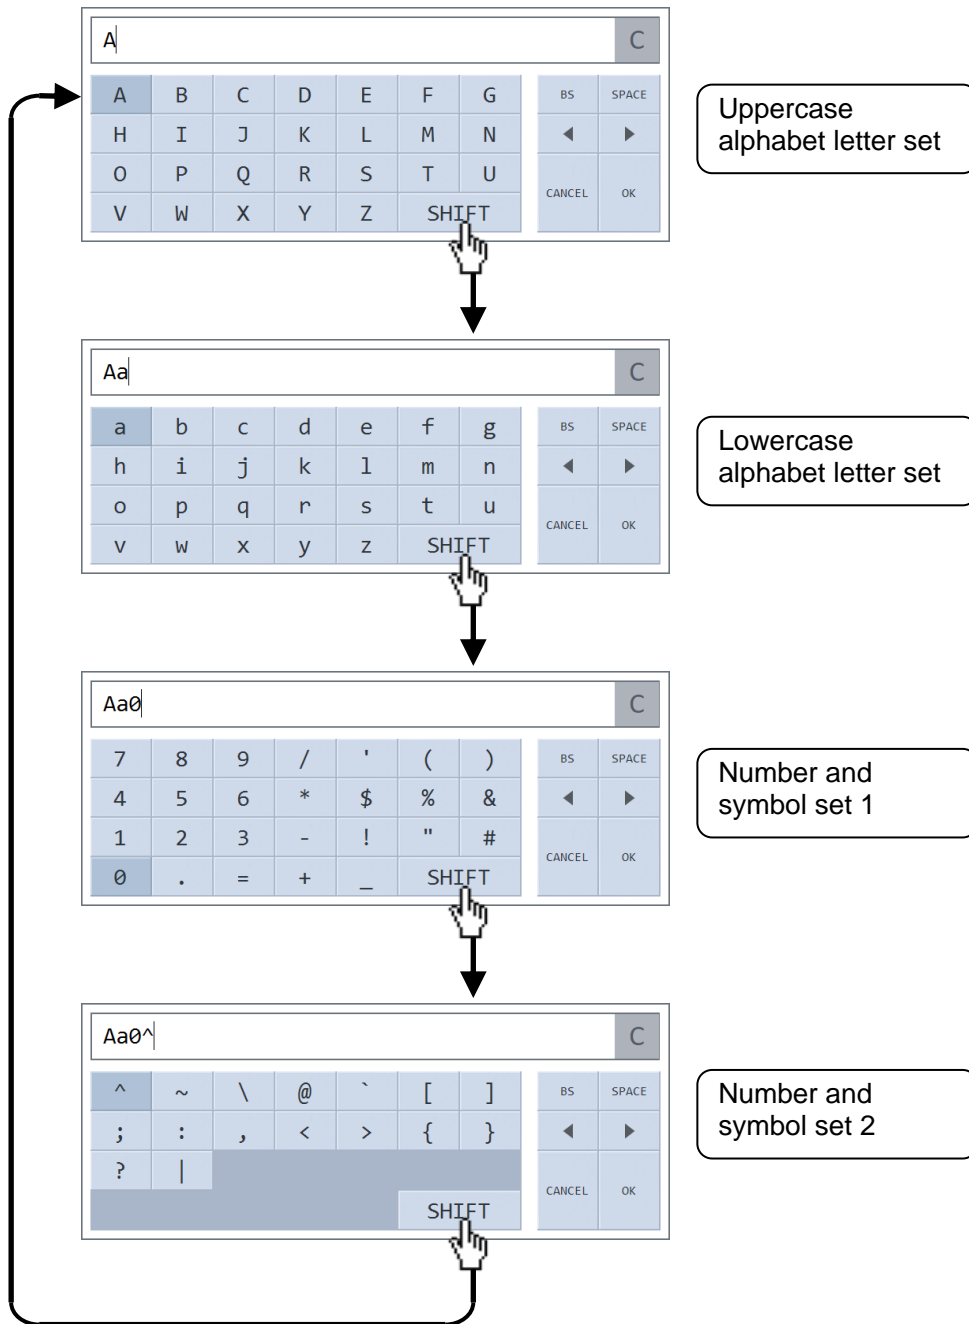 A C
A B C D E F G BS SPACE
H I J K L M N ◀ ▶
O P Q R S T U
CANCEL OK
V W X Y Z SHIFT
Uppercase
alphabet letter set
Aa C
a b c d e f g BS SPACE
h i j k l m n ◀ ▶
o p q r s t u
CANCEL OK
v w x y z SHIFT
Lowercase
alphabet letter set
Aa0 C
7 8 9 / ' ( ) BS SPACE
4 5 6 * $ % & ◀ ▶
1 2 3 - ! " #
CANCEL OK
0 . = + _ SHIFT
Number and
symbol set 1
Aa0^ C
^ ~ \ @ ` [ ] BS SPACE
; : , < > { } ◀ ▶
? |
CANCEL OK
SHIFT
Number and
symbol set 2